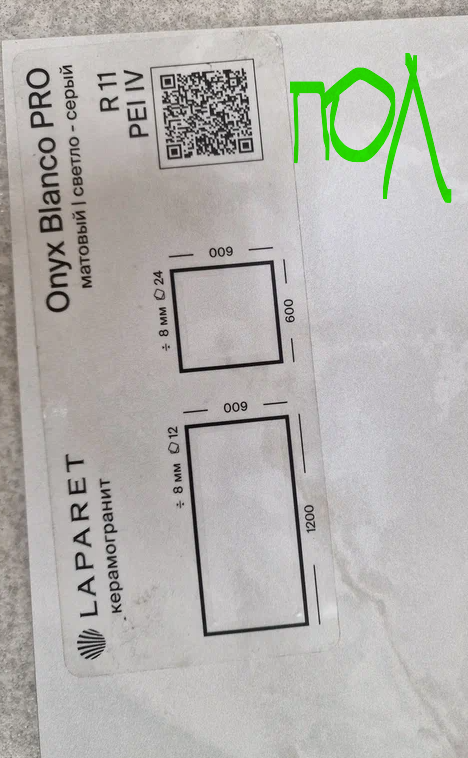 Onyx Blanco PRO
матовый | светло - серый
R 11
PEI IV
600
÷ 8 мм 24
600
600
÷ 8 мм 12
1200
LAPARET
керамогранит
пол